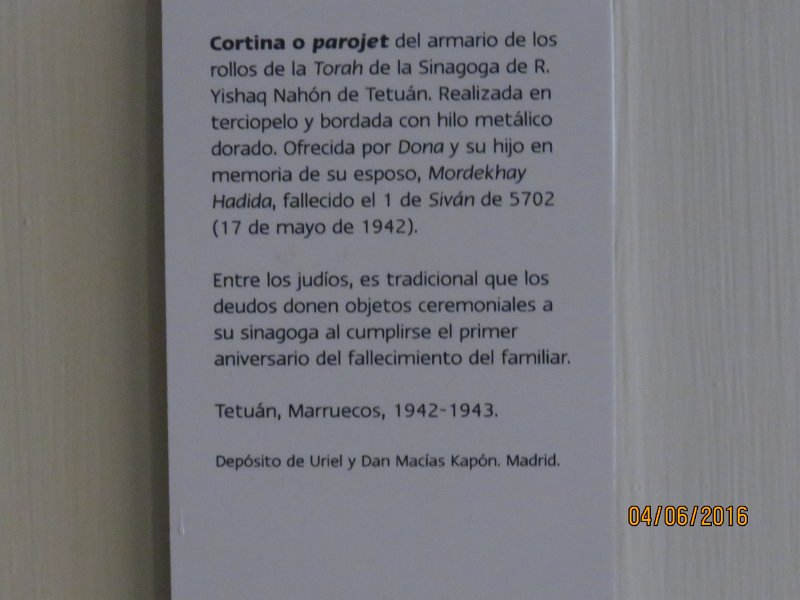 Cortina o parojet del armario de los
rollos de la Torah de la Sinagoga de R.
Yishaq Nahón de Tetuán. Realizada en
terciopelo y bordada con hilo metálico
dorado. Ofrecida por Dona y su hijo en
memoria de su esposo, Mordekhay
Hadida, fallecido el 1 de Siván de 5702
(17 de mayo de 1942).
Entre los judíos, es tradicional que los
deudos donen objetos ceremoniales a
su sinagoga al cumplirse el primer
aniversario del fallecimiento del familiar.
Tetuán, Marruecos, 1942-1943.
Depósito de Uriel y Dan Macías Kapón. Madrid.
04/06/2016